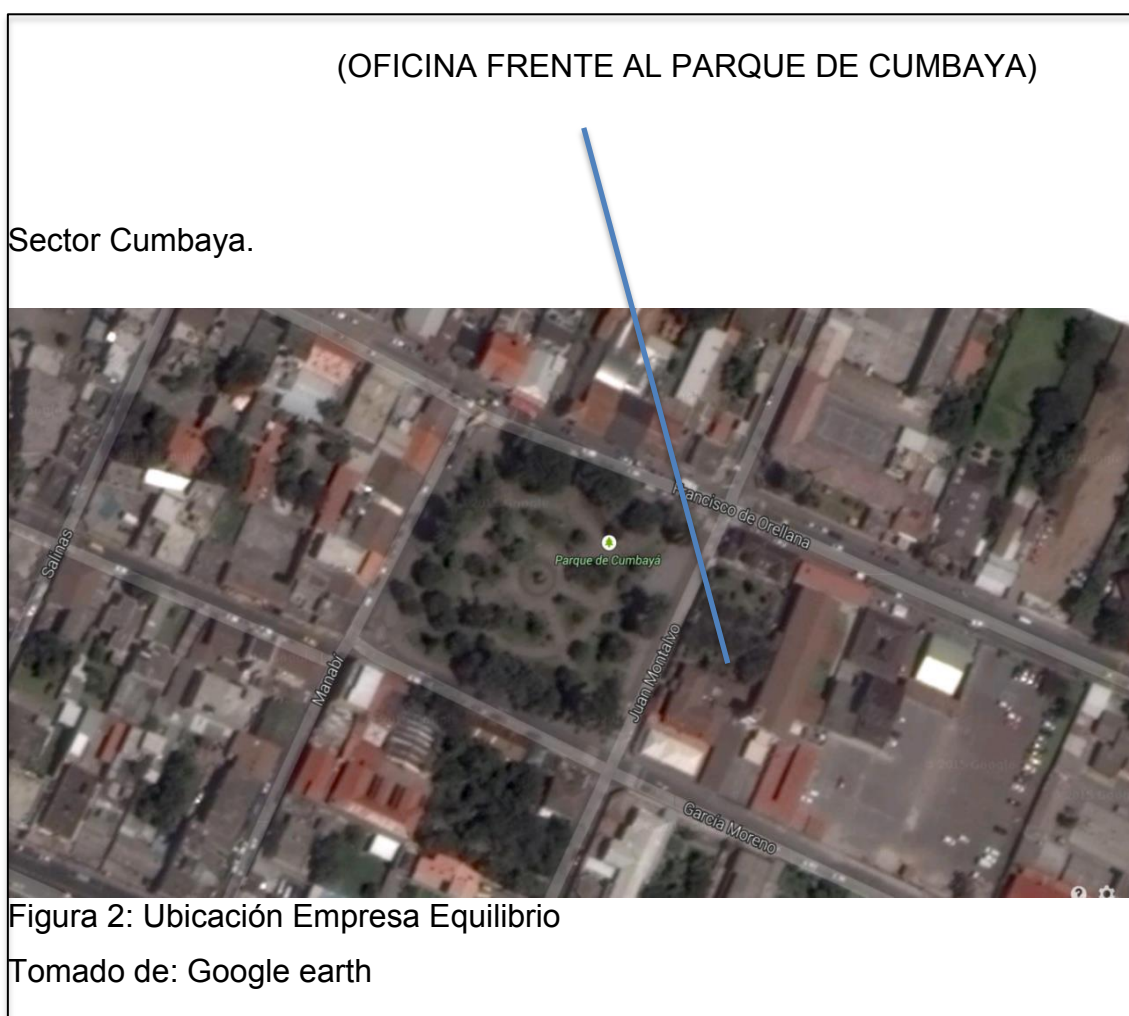 (OFICINA FRENTE AL PARQUE DE CUMBAYA)
Sector Cumbaya.
Francisco de Orellana
Parque de Cumbayá
Salinas
Manabí
Juan Montalvo
García Moreno
Figura 2: Ubicación Empresa Equilibrio
Tomado de: Google earth